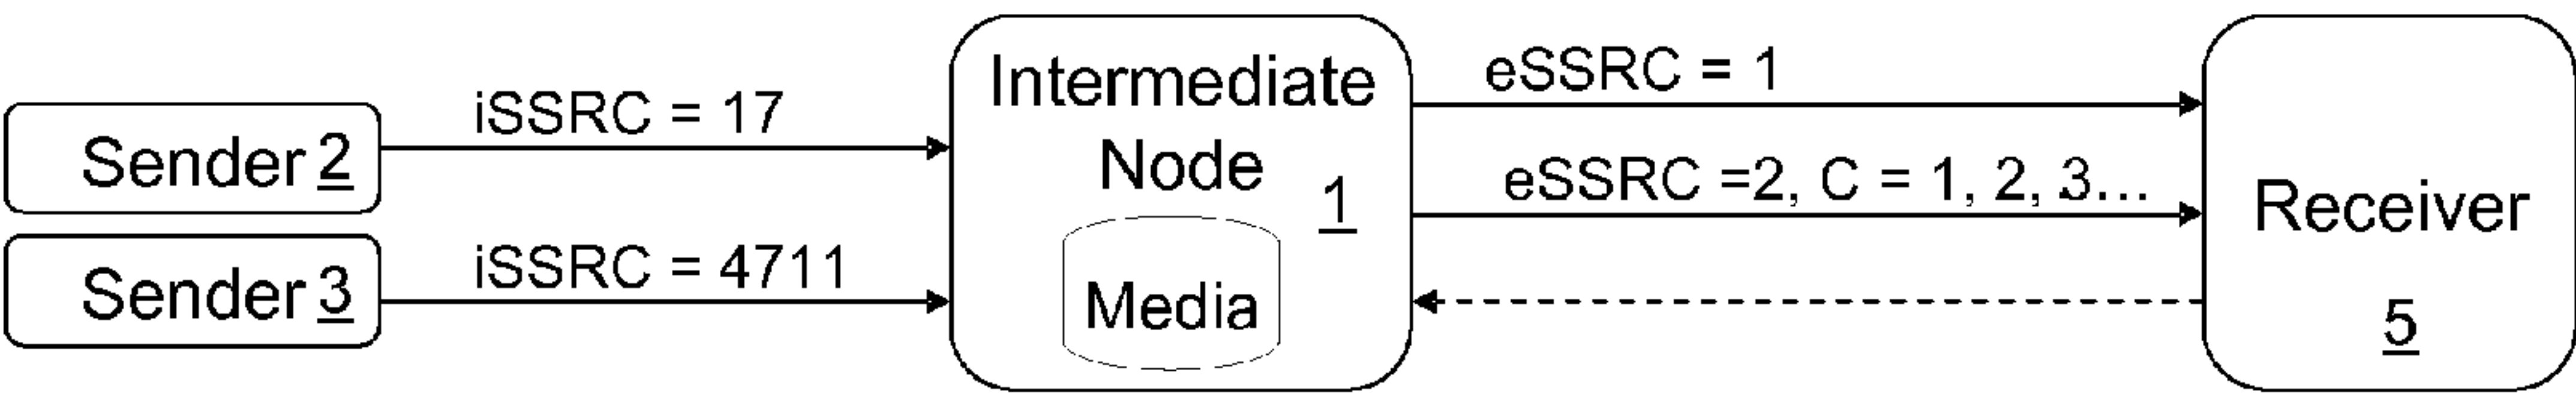 Sender 2
Sender 3
iSSRC = 17
iSSRC = 4711
Intermediate
Node
1
Media
eSSRC = 1
eSSRC =2, C = 1, 2, 3...
Receiver
5